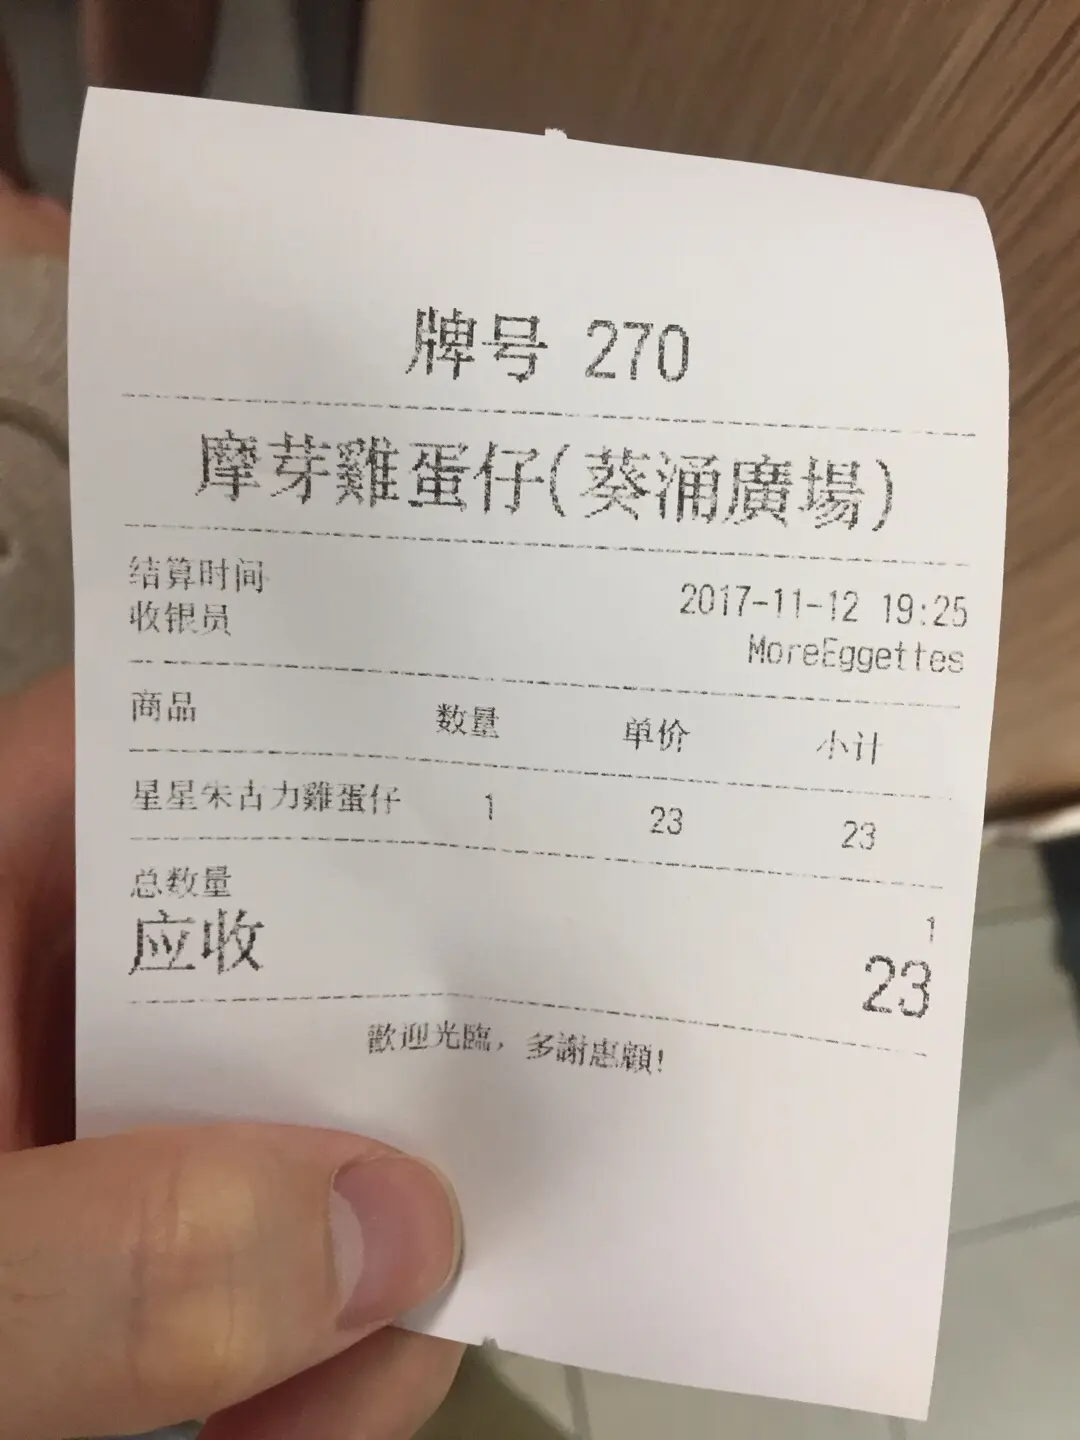 牌号 270
摩芽雞蛋仔(葵涌廣場)
结算时间 2017-11-12 19:25
收银员 MoreEggettes
商品 数量 单价 小计
星星朱古力雞蛋仔 1 23 23
总数量 1
应收 23
歡迎光臨，多謝惠顧!